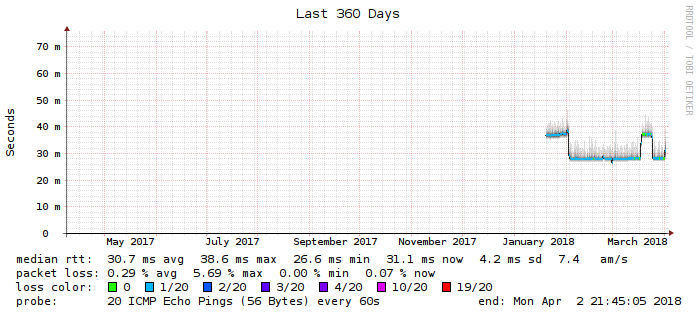 Last 360 Days
RRDTOOL / TOBI OETIKER
Seconds
70 m
60 m
50 m
40 m
30 m
20 m
10 m
0
May 2017 July 2017 September 2017 November 2017 January 2018 March 2018
median rtt: 30.7 ms avg 38.6 ms max 26.6 ms min 31.1 ms now 4.2 ms sd 7.4 am/s
packet loss: 0.29 % avg 5.69 % max 0.00 % min 0.07 % now
loss color: 0 1/20 2/20 3/20 4/20 10/20 19/20
probe: 20 ICMP Echo Pings (56 Bytes) every 60s end: Mon Apr 2 21:45:05 2018